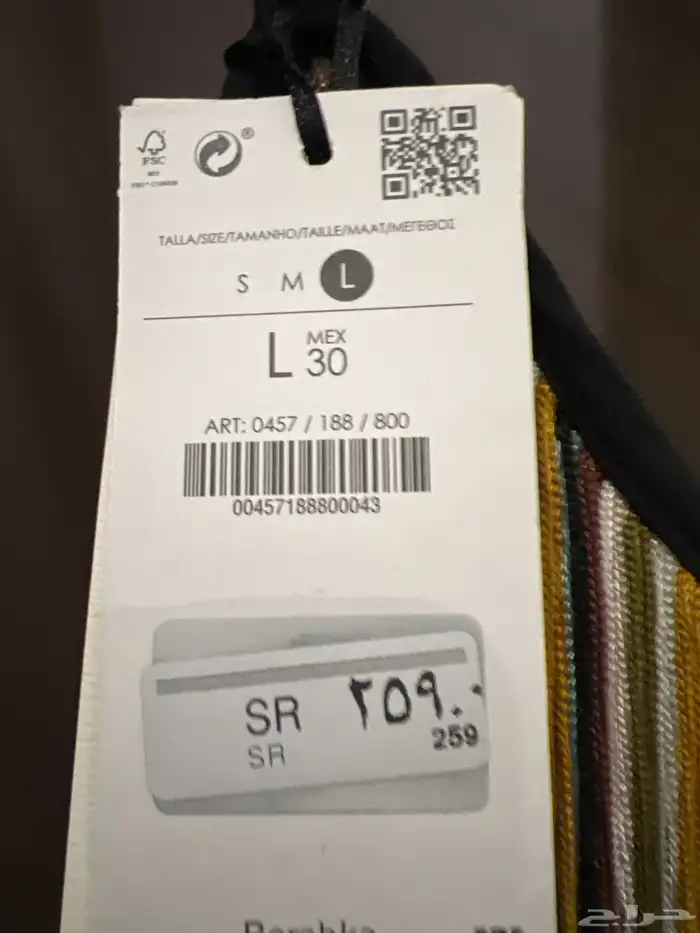 FSC
®
TALLA/SIZE/TAMANHO/TAILLE/MAAT/ΜΕΓΕΘΟΣ
S M L
L MEX 30
ART: 0457 / 188 / 800
00457188800043
SR ٢٥٩.٠
SR 259
Bershka
حراج